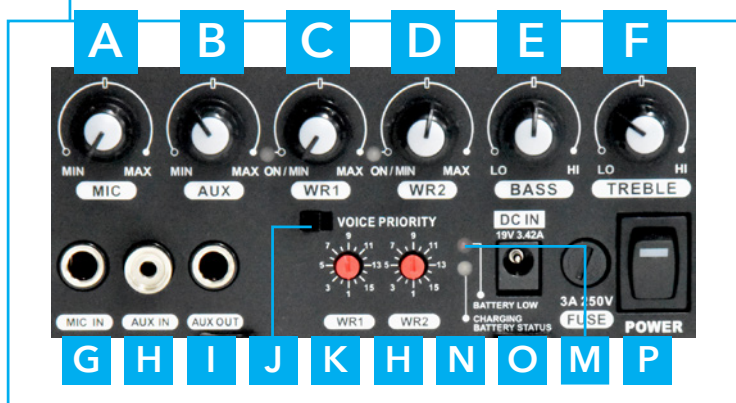 A B C D E F
MIN MAX MIN MAX ON / MIN MAX ON / MIN MAX LO HI LO HI
MIC AUX WR1 WR2 BASS TREBLE
VOICE PRIORITY
DC IN
19V 3.42A
9
7 11
5 13
3 15
1
9
7 11
5 13
3 15
1
BATTERY LOW
CHARGING
BATTERY STATUS
3A 250V
FUSE
POWER
MIC IN AUX IN AUX OUT WR1 WR2
G H I J K H N O M P